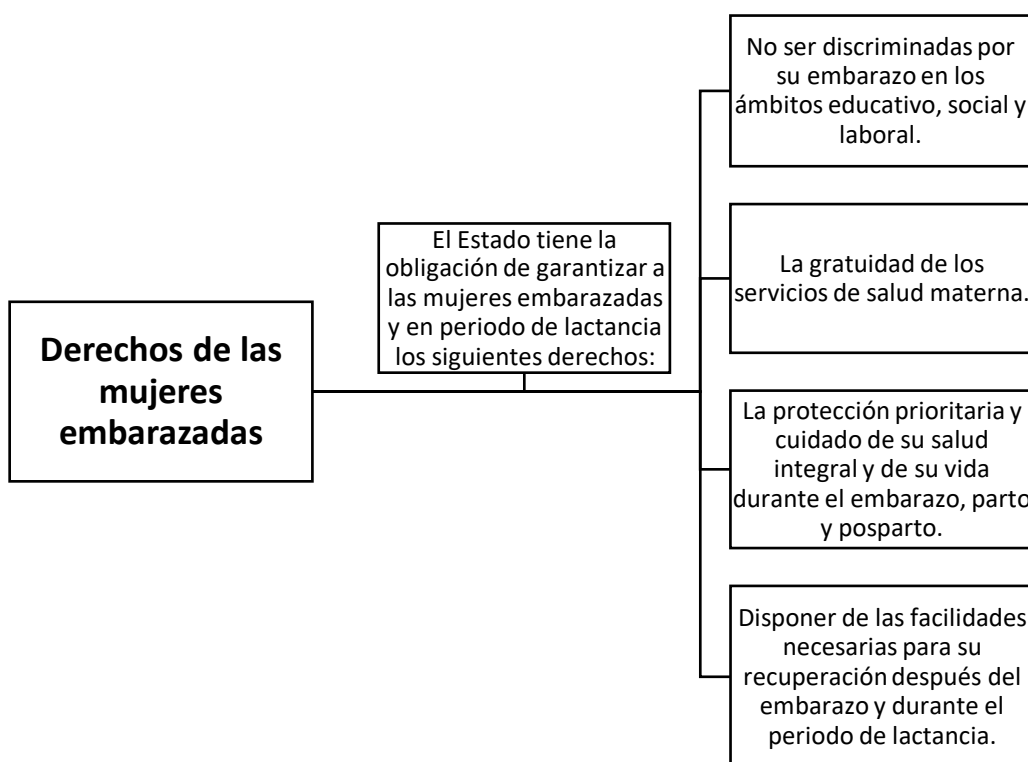 Derechos de las
mujeres
embarazadas
El Estado tiene la
obligación de garantizar a
las mujeres embarazadas
y en periodo de lactancia
los siguientes derechos:
No ser discriminadas por
su embarazo en los
ámbitos educativo, social y
laboral.
La gratuidad de los
servicios de salud materna.
La protección prioritaria y
cuidado de su salud
integral y de su vida
durante el embarazo, parto
y posparto.
Disponer de las facilidades
necesarias para su
recuperación después del
embarazo y durante el
periodo de lactancia.